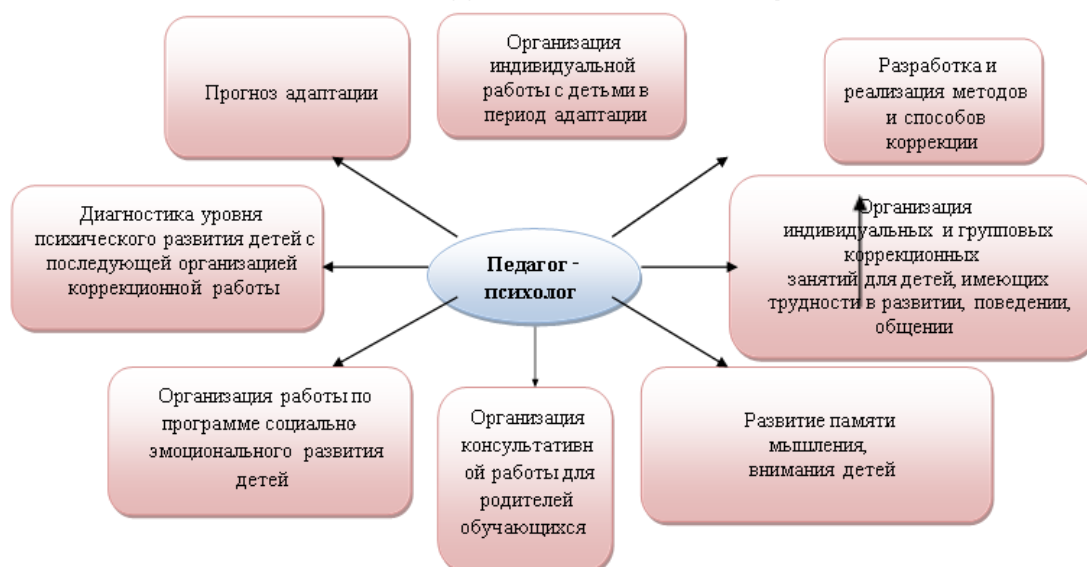 Прогноз адаптации
Организация
индивидуальной
работы с детьми в
период адаптации
Разработка и
реализация методов
и способов
коррекции
Диагностика уровня
психического развития детей с
последующей организацией
коррекционной работы
Педагог -
психолог
Организация
индивидуальных и групповых
коррекционных
занятий для детей, имеющих
трудности в развитии, поведении,
общении
Организация работы по
программе социально-
эмоционального развития
детей
Организация
консультативн
ой работы для
родителей
обучающихся
Развитие памяти
мышления,
внимания детей